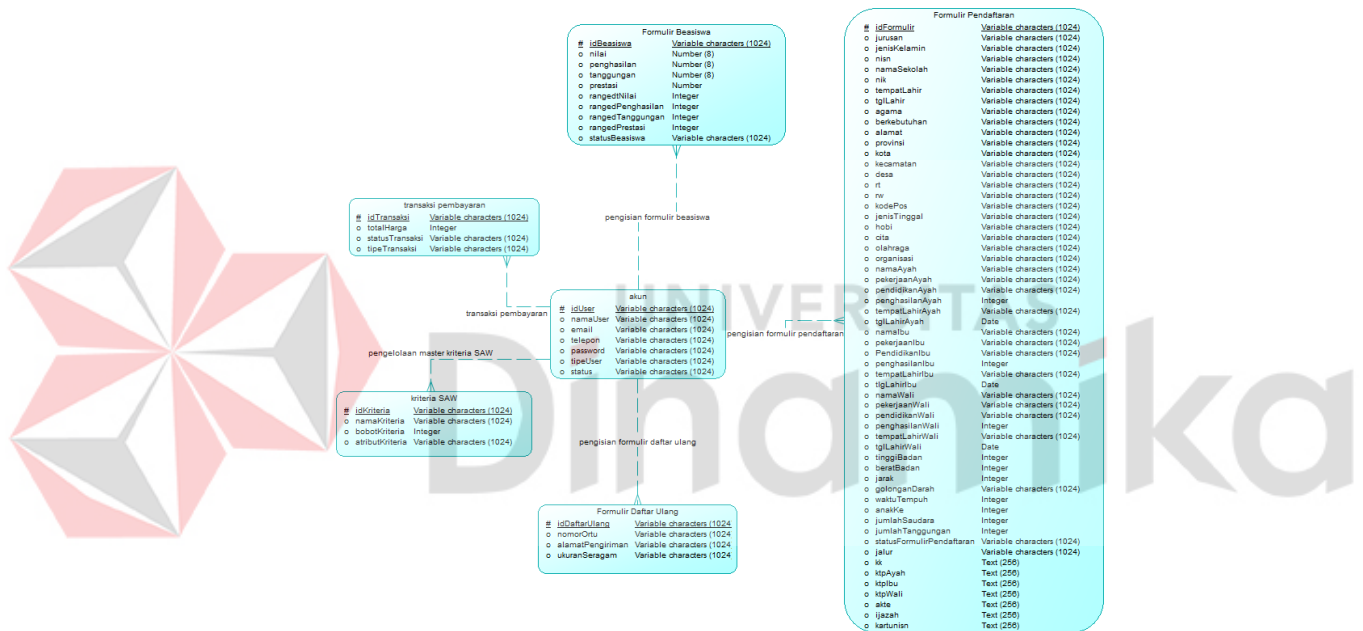 Formulir Beasiswa
# idBeasiswa Variable characters (1024)
o nilai Number (8)
o penghasilan Number (8)
o tanggungan Number (8)
o prestasi Number
o rangedtNilai Integer
o rangedPenghasilan Integer
o rangedTanggungan Integer
o rangedPrestasi Integer
o statusBeasiswa Variable characters (1024)
pengisian formulir beasiswa
transaksi pembayaran
# idTransaksi Variable characters (1024)
o totalHarga Integer
o statusTransaksi Variable characters (1024)
o tipeTransaksi Variable characters (1024)
transaksi pembayaran
akun
# idUser Variable characters (1024)
o namaUser Variable characters (1024)
o email Variable characters (1024)
o telepon Variable characters (1024)
o password Variable characters (1024)
o tipeUser Variable characters (1024)
o status Variable characters (1024)
pengelolaan master kriteria SAW
kriteria SAW
# idKriteria Variable characters (1024)
o namaKriteria Variable characters (1024)
o bobotKriteria Integer
o atributKriteria Variable characters (1024)
pengisian formulir daftar ulang
Formulir Daftar Ulang
# idDaftarUlang Variable characters (1024
o nomorOrtu Variable characters (1024
o alamatPengiriman Variable characters (1024
o ukuranSeragam Variable characters (1024
pengisian formulir pendaftaran
Formulir Pendaftaran
# idFormulir Variable characters (1024)
o jurusan Variable characters (1024)
o jenisKelamin Variable characters (1024)
o nisn Variable characters (1024)
o namaSekolah Variable characters (1024)
o nik Variable characters (1024)
o tempatLahir Variable characters (1024)
o tglLahir Variable characters (1024)
o agama Variable characters (1024)
o berkebutuhan Variable characters (1024)
o alamat Variable characters (1024)
o provinsi Variable characters (1024)
o kota Variable characters (1024)
o kecamatan Variable characters (1024)
o desa Variable characters (1024)
o rt Variable characters (1024)
o rw Variable characters (1024)
o kodePos Variable characters (1024)
o jenisTinggal Variable characters (1024)
o hobi Variable characters (1024)
o cita Variable characters (1024)
o olahraga Variable characters (1024)
o organisasi Variable characters (1024)
o namaAyah Variable characters (1024)
o pekerjaanAyah Variable characters (1024)
o pendidikanAyah Variable characters (1024)
o penghasilanAyah Integer
o tempatLahirAyah Variable characters (1024)
o tglLahirAyah Date
o namaIbu Variable characters (1024)
o pekerjaanIbu Variable characters (1024)
o PendidikanIbu Variable characters (1024)
o penghasilanIbu Integer
o tempatLahirIbu Variable characters (1024)
o tlgLahirIbu Date
o namaWali Variable characters (1024)
o pekerjaanWali Variable characters (1024)
o pendidikanWali Variable characters (1024)
o penghasilanWali Integer
o tempatLahirWali Variable characters (1024)
o tglLahirWali Date
o tinggiBadan Integer
o beratBadan Integer
o jarak Integer
o golonganDarah Variable characters (1024)
o waktuTempuh Integer
o anakKe Integer
o jumlahSaudara Integer
o jumlahTanggungan Integer
o statusFormulirPendaftaran Variable characters (1024)
o jalur Variable characters (1024)
o kk Text (256)
o ktpAyah Text (256)
o ktpIbu Text (256)
o ktpWali Text (256)
o akte Text (256)
o ijazah Text (256)
o kartunisn Text (256)
UNIVERSITAS
Dinamika